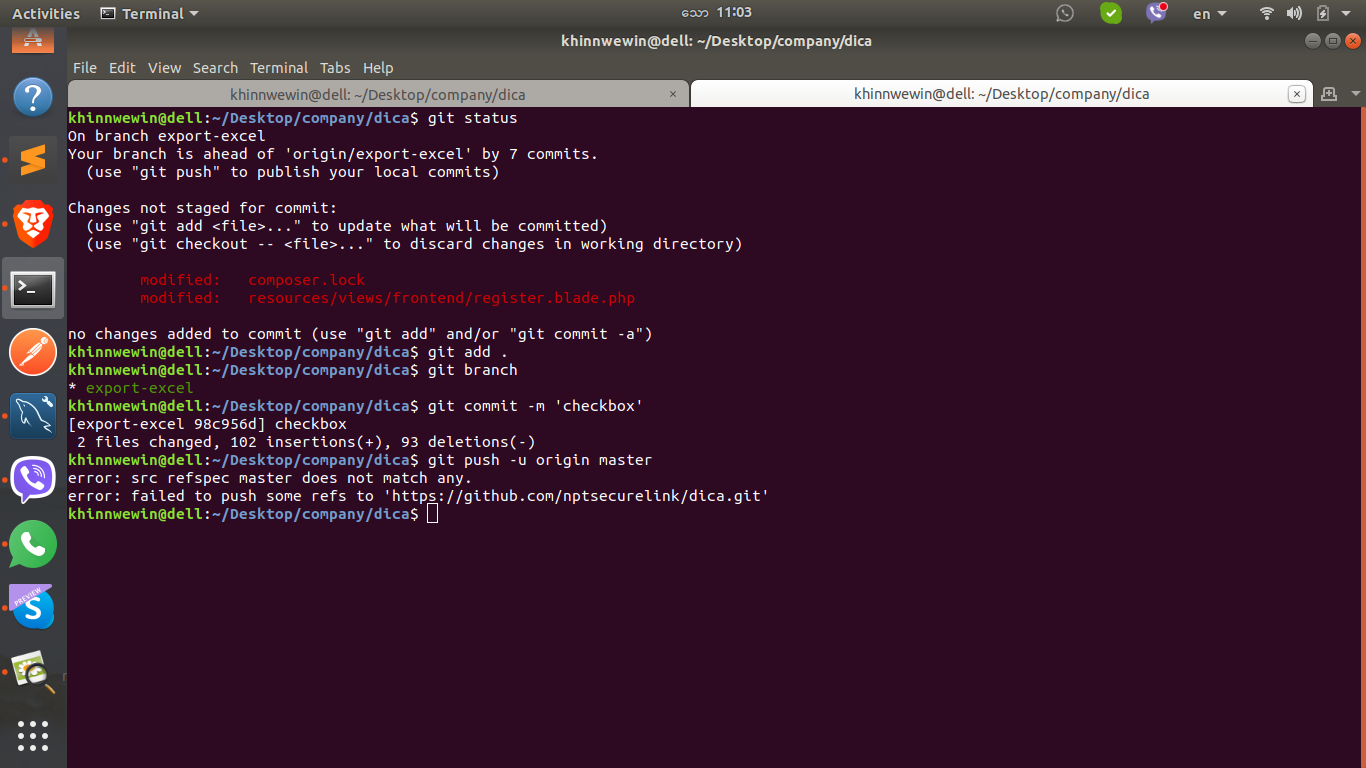 Activities Terminal သော 11:03 en
khinnwewin@dell: ~/Desktop/company/dica
File Edit View Search Terminal Tabs Help
khinnwewin@dell: ~/Desktop/company/dica × khinnwewin@dell: ~/Desktop/company/dica ×
khinnwewin@dell:~/Desktop/company/dica$ git status
On branch export-excel
Your branch is ahead of 'origin/export-excel' by 7 commits.
  (use "git push" to publish your local commits)
Changes not staged for commit:
  (use "git add <file>..." to update what will be committed)
  (use "git checkout -- <file>..." to discard changes in working directory)
        modified:   composer.lock
        modified:   resources/views/frontend/register.blade.php
no changes added to commit (use "git add" and/or "git commit -a")
khinnwewin@dell:~/Desktop/company/dica$ git add .
khinnwewin@dell:~/Desktop/company/dica$ git branch
* export-excel
khinnwewin@dell:~/Desktop/company/dica$ git commit -m 'checkbox'
[export-excel 98c956d] checkbox
 2 files changed, 102 insertions(+), 93 deletions(-)
khinnwewin@dell:~/Desktop/company/dica$ git push -u origin master
error: src refspec master does not match any.
error: failed to push some refs to 'https://github.com/nptsecurelink/dica.git'
khinnwewin@dell:~/Desktop/company/dica$
PREVIEW
S